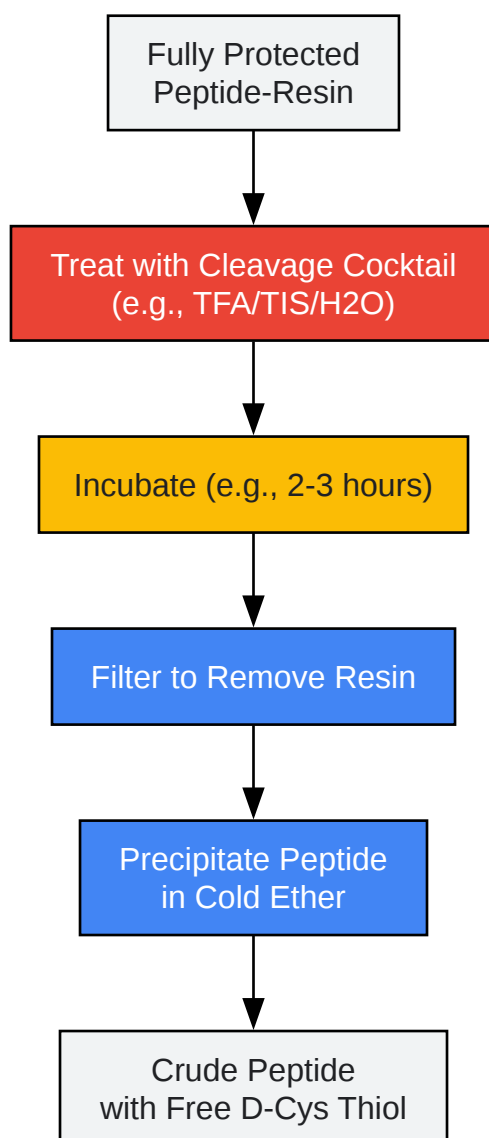 Fully Protected
Peptide-Resin
Treat with Cleavage Cocktail
(e.g., TFA/TIS/H2O)
Incubate (e.g., 2-3 hours)
Filter to Remove Resin
Precipitate Peptide
in Cold Ether
Crude Peptide
with Free D-Cys Thiol